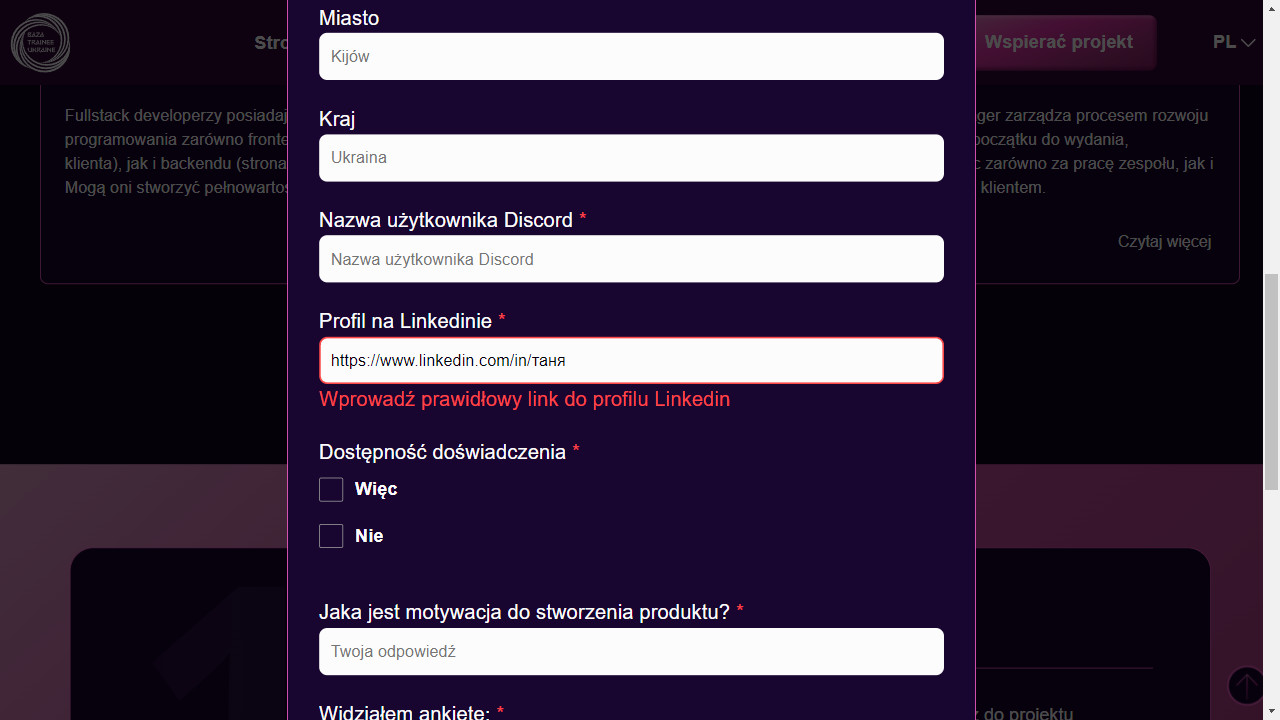 BAZA
TRAINEE
UKRAINE
Wspierać projekt
PL
Miasto
Kijów
Kraj
Ukraina
Nazwa użytkownika Discord *
Nazwa użytkownika Discord
Profil na Linkedinie *
https://www.linkedin.com/in/таня
Wprowadź prawidłowy link do profilu Linkedin
Dostępność doświadczenia *
Więc
Nie
Jaka jest motywacja do stworzenia produktu? *
Twoja odpowiedź
Widziałem ankietę: *
Fullstack developerzy posiadaj
programowania zarówno fronte
klienta), jak i backendu (strona
Mogą oni stworzyć pełnowartoś
ger zarządza procesem rozwoju
początku do wydania,
c zarówno za pracę zespołu, jak i
klientem.
Czytaj więcej
do projektu